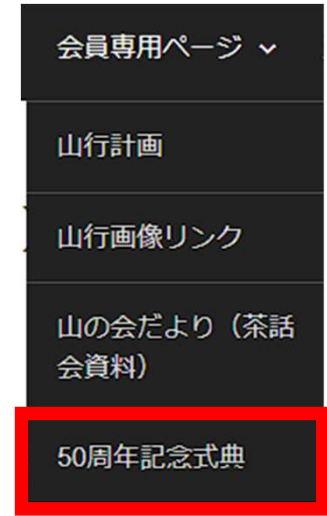 会員専用ページ
山行計画
山行画像リンク
山の会だより（茶話
会資料）
50周年記念式典